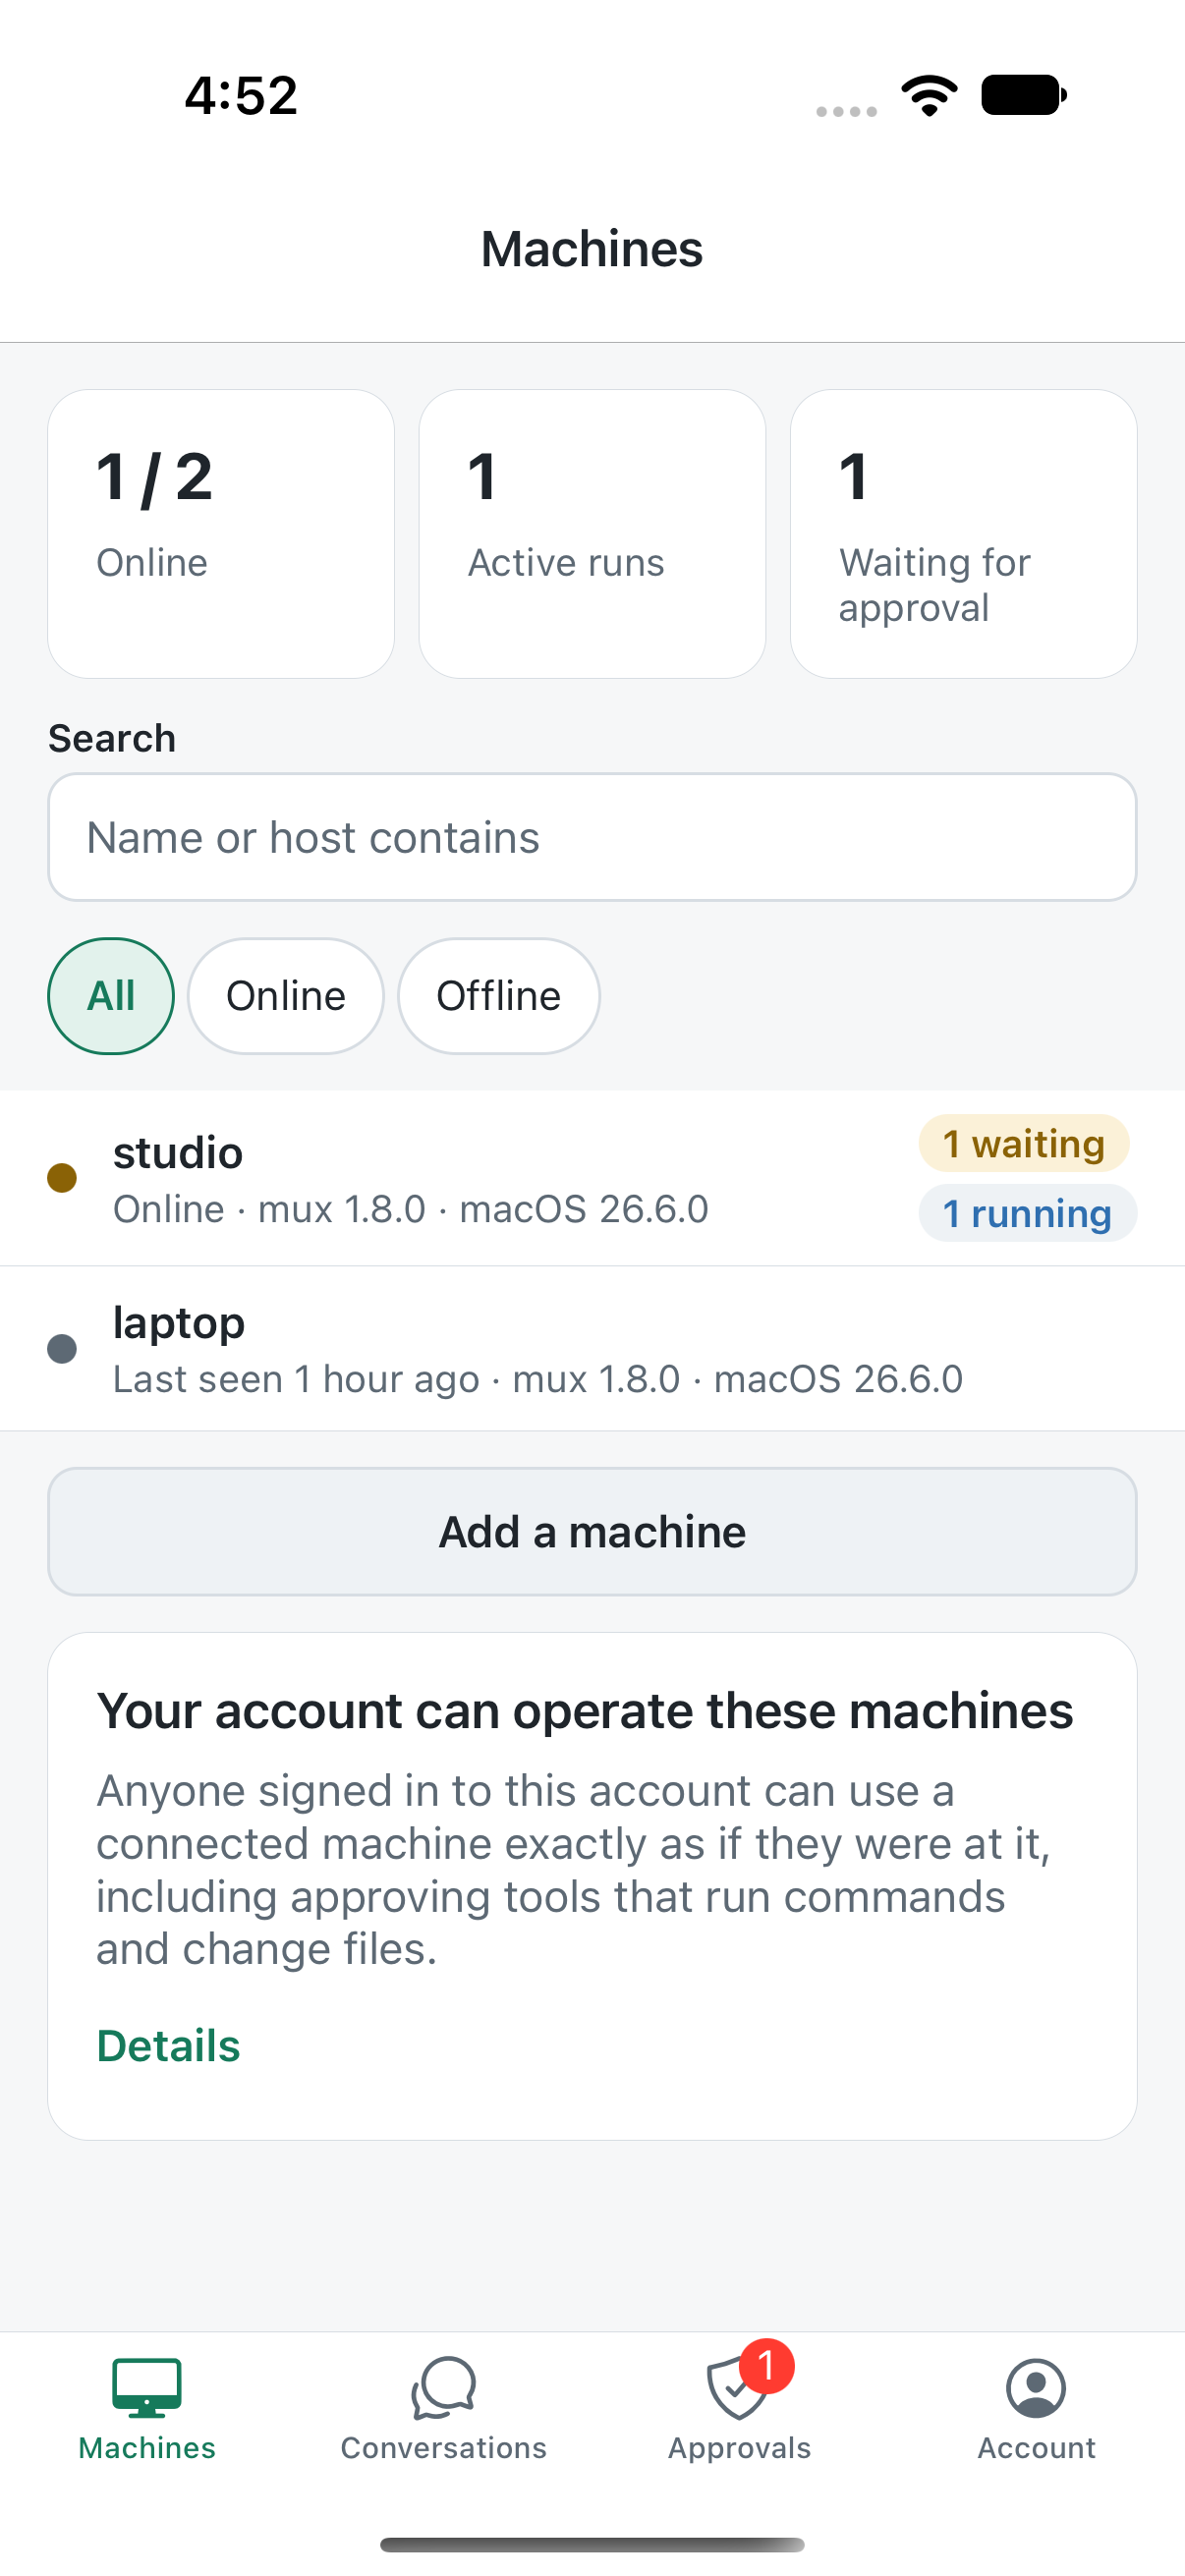 4:52
Machines
1 / 2
Online
1
Active runs
1
Waiting for
approval
Search
Name or host contains
All
Online
Offline
studio
Online · mux 1.8.0 · macOS 26.6.0
1 waiting
1 running
laptop
Last seen 1 hour ago · mux 1.8.0 · macOS 26.6.0
Add a machine
Your account can operate these machines
Anyone signed in to this account can use a
connected machine exactly as if they were at it,
including approving tools that run commands
and change files.
Details
1
Machines
Conversations
Approvals
Account